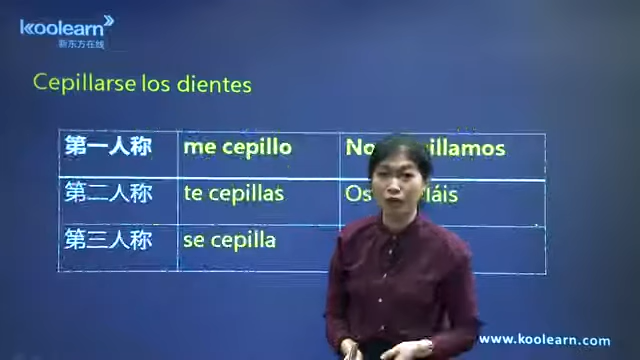 koolearn
新东方在线
Cepillarse los dientes
第一人称 me cepillo No illamos
第二人称 te cepillas Os láis
第三人称 se cepilla
www.koolearn.com